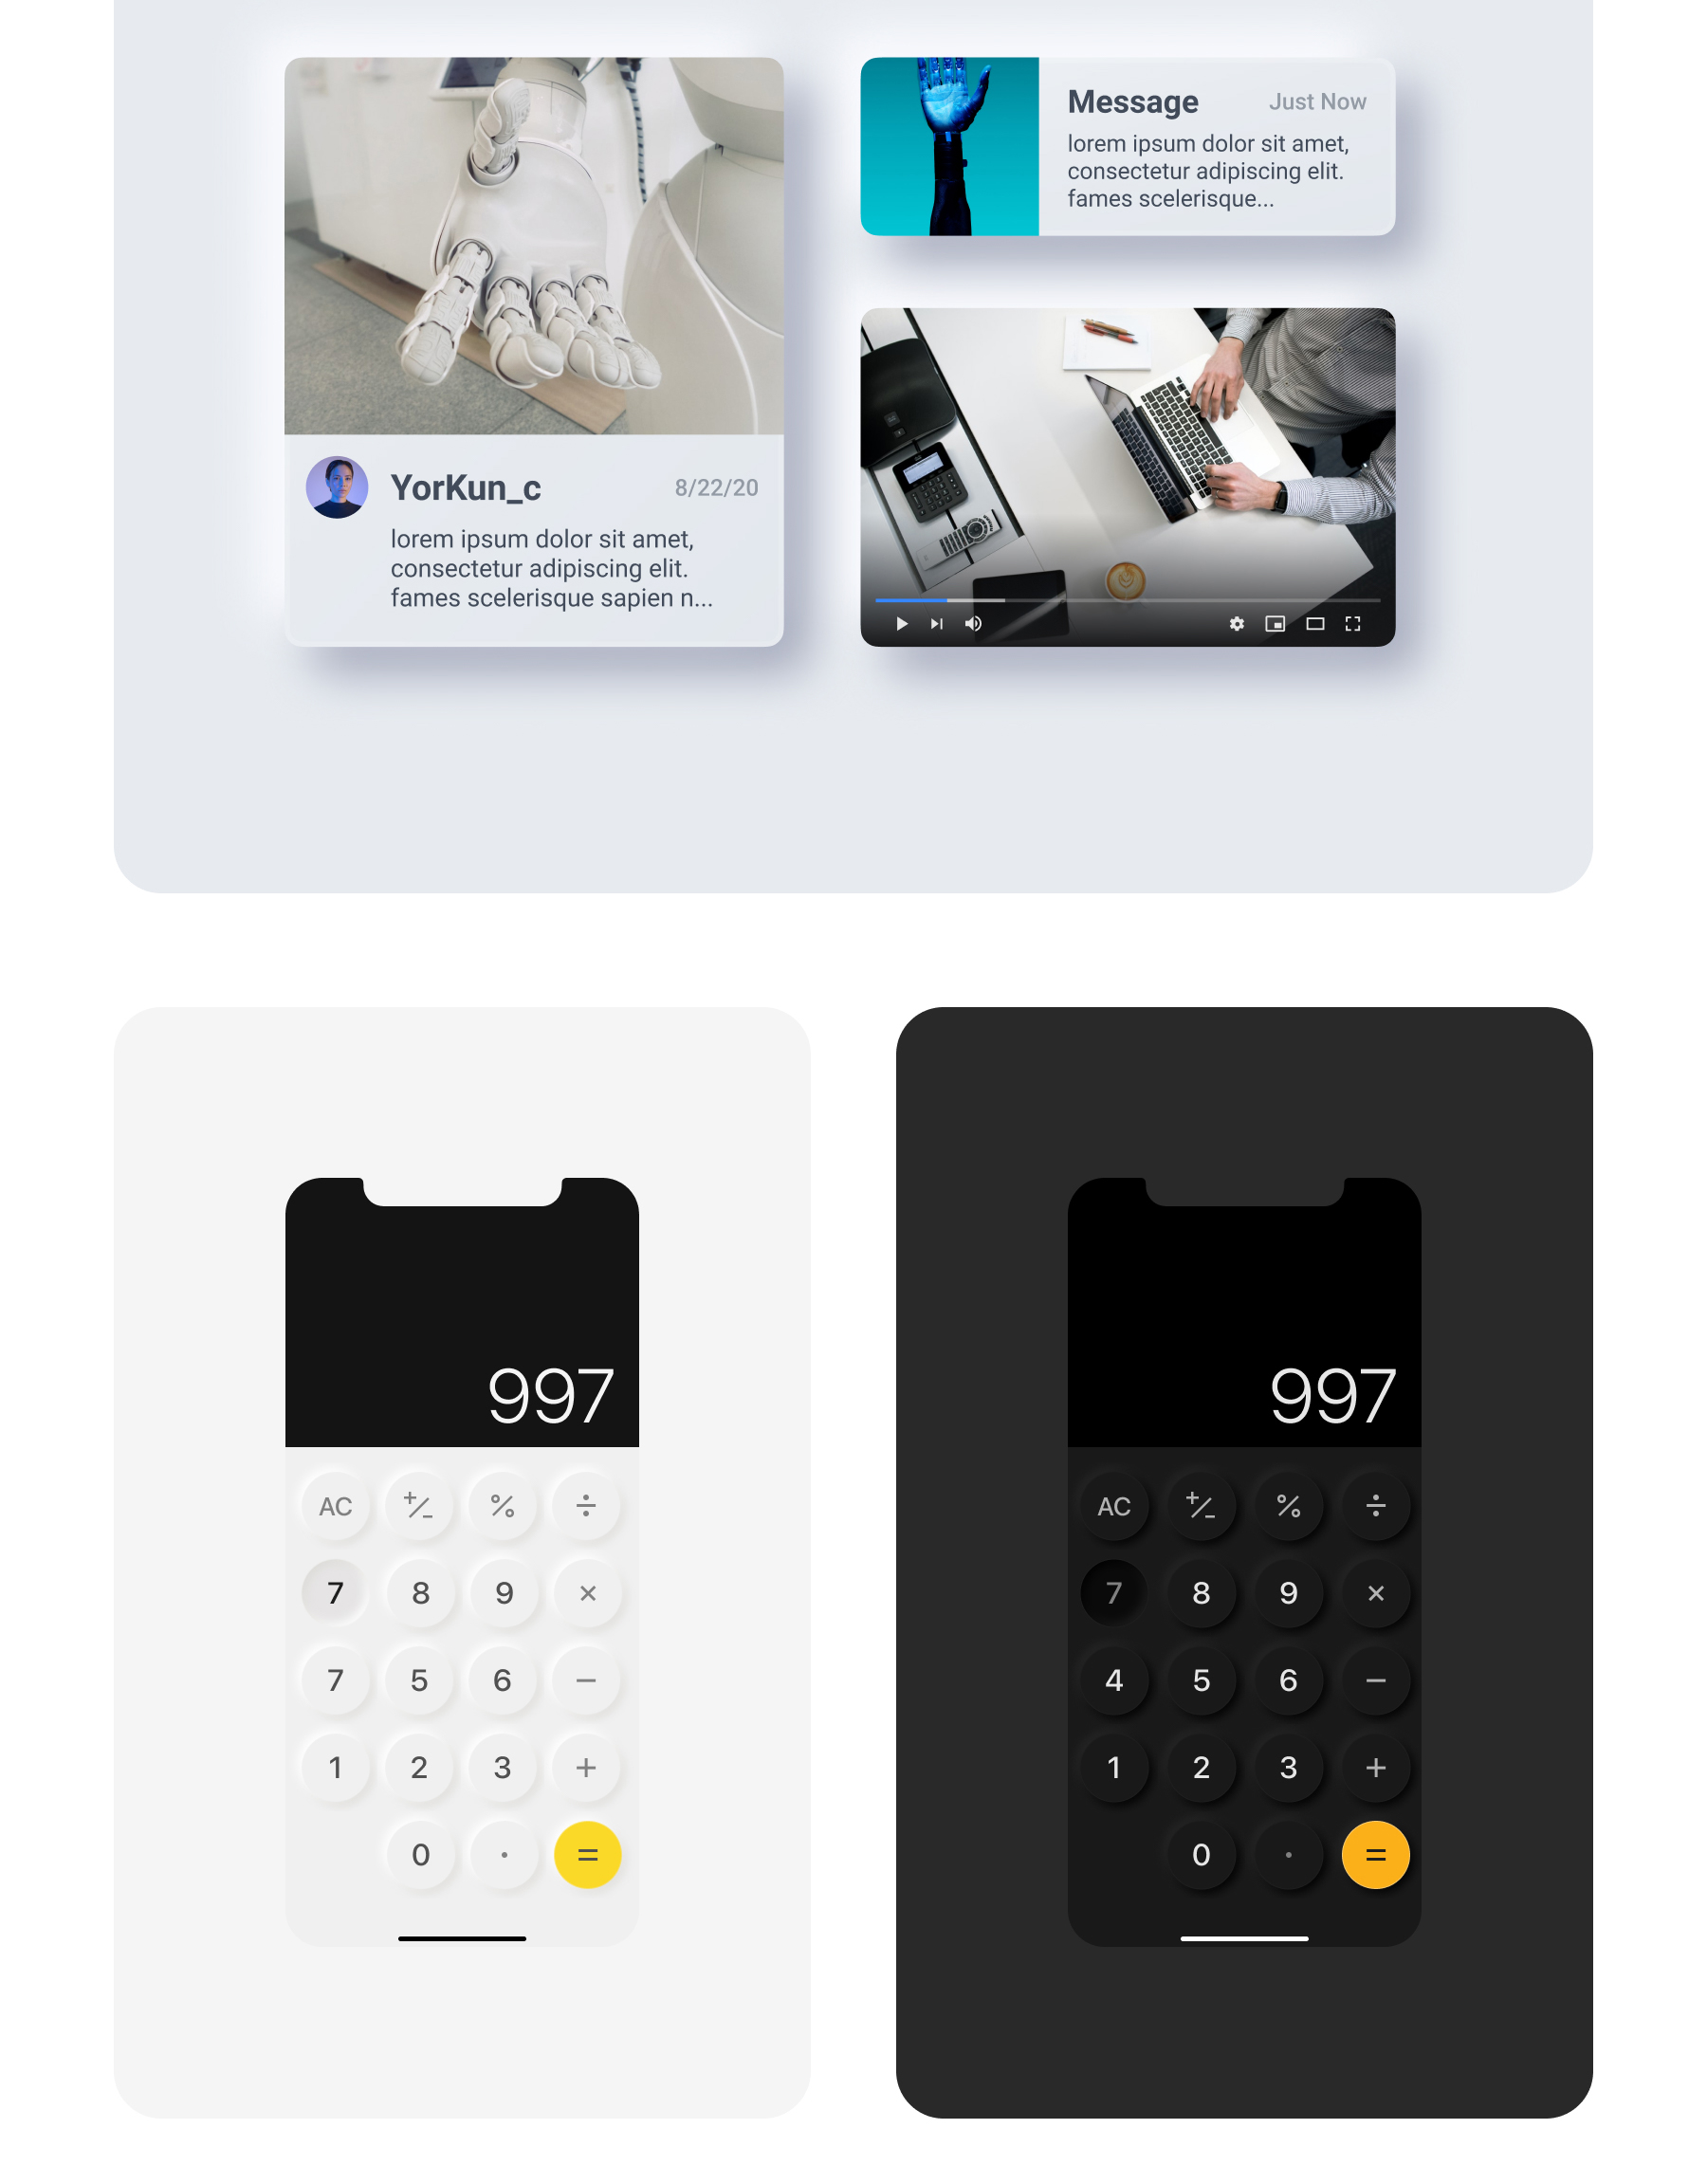 YorKun_c 8/22/20
lorem ipsum dolor sit amet,
consectetur adipiscing elit.
fames scelerisque sapien n...
Message Just Now
lorem ipsum dolor sit amet,
consectetur adipiscing elit.
fames scelerisque...
997
AC +/− % ÷
7 8 9 ×
7 5 6 −
1 2 3 +
0 · =
997
AC +/− % ÷
7 8 9 ×
4 5 6 −
1 2 3 +
0 · =